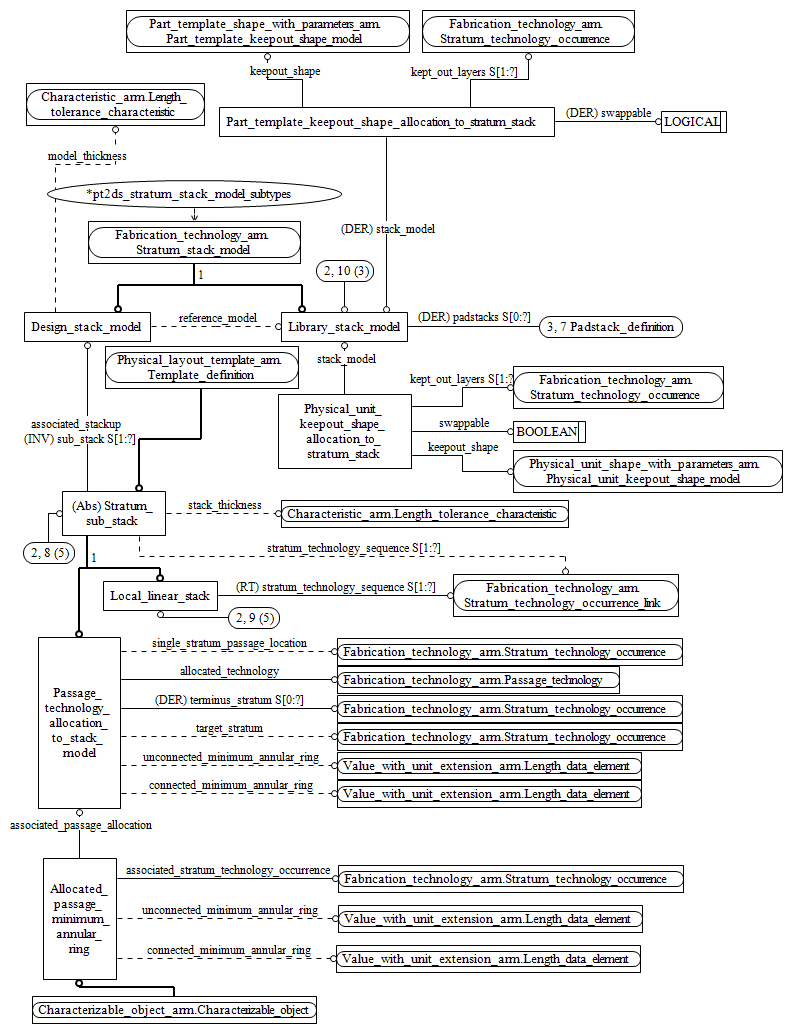 Part_template_shape_with_parameters_arm.
Part_template_keepout_shape_model
Fabrication_technology_arm.
Stratum_technology_occurrence
keepout_shape
kept_out_layers S[1:?]
Characteristic_arm.Length_
tolerance_characteristic
Part_template_keepout_shape_allocation_to_stratum_stack
(DER) swappable
LOGICAL
model_thickness
*pt2ds_stratum_stack_model_subtypes
(DER) stack_model
Fabrication_technology_arm.
Stratum_stack_model
1
2, 10 (3)
Design_stack_model
reference_model
Library_stack_model
(DER) padstacks S[0:?]
3, 7 Padstack_definition
Physical_layout_template_arm.
Template_definition
stack_model
kept_out_layers S[1:?
Fabrication_technology_arm.
Stratum_technology_occurrence
Physical_unit_
keepout_shape_
allocation_to_
stratum_stack
swappable
BOOLEAN
keepout_shape
Physical_unit_shape_with_parameters_arm.
Physical_unit_keepout_shape_model
associated_stackup
(INV) sub_stack S[1:?]
(Abs) Stratum_
sub_stack
stack_thickness
Characteristic_arm.Length_tolerance_characteristic
2, 8 (5)
1
stratum_technology_sequence S[1:?]
Local_linear_stack
(RT) stratum_technology_sequence S[1:?]
Fabrication_technology_arm.
Stratum_technology_occurrence_link
2, 9 (5)
Passage_
technology_
allocation_
to_stack_
model
single_stratum_passage_location
Fabrication_technology_arm.Stratum_technology_occurrence
allocated_technology
Fabrication_technology_arm.Passage_technology
(DER) terminus_stratum S[0:?]
Fabrication_technology_arm.Stratum_technology_occurrence
target_stratum
Fabrication_technology_arm.Stratum_technology_occurrence
unconnected_minimum_annular_ring
Value_with_unit_extension_arm.Length_data_element
connected_minimum_annular_ring
Value_with_unit_extension_arm.Length_data_element
associated_passage_allocation
Allocated_
passage_
minimum_
annular_
ring
associated_stratum_technology_occurrence
Fabrication_technology_arm.Stratum_technology_occurrence
unconnected_minimum_annular_ring
Value_with_unit_extension_arm.Length_data_element
connected_minimum_annular_ring
Value_with_unit_extension_arm.Length_data_element
Characterizable_object_arm.Characterizable_object